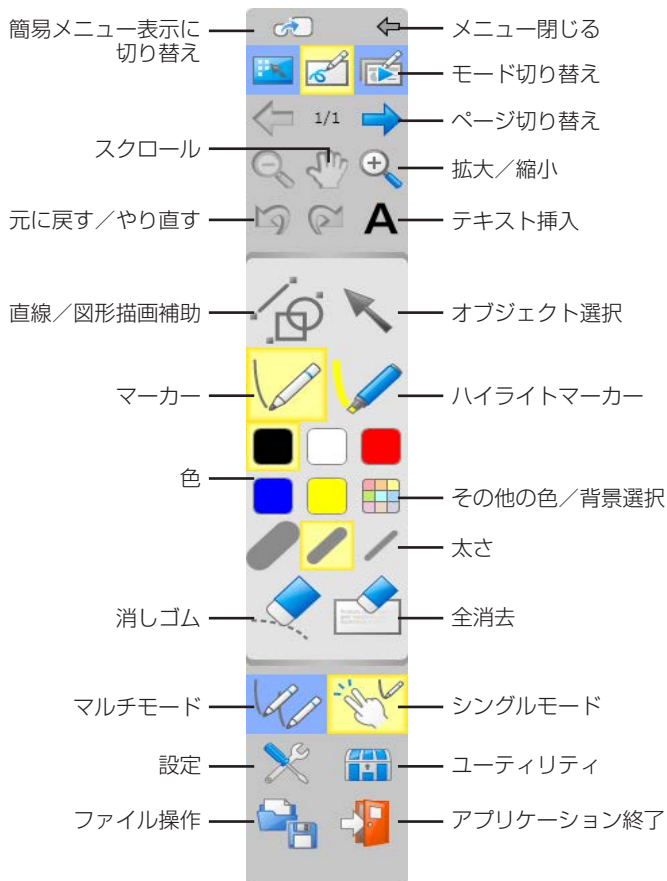 簡易メニュー表示に
切り替え
メニュー閉じる
モード切り替え
1/1
ページ切り替え
スクロール
拡大／縮小
元に戻す／やり直す
A
テキスト挿入
直線／図形描画補助
オブジェクト選択
マーカー
ハイライトマーカー
色
その他の色／背景選択
太さ
消しゴム
全消去
マルチモード
シングルモード
設定
ユーティリティ
ファイル操作
アプリケーション終了